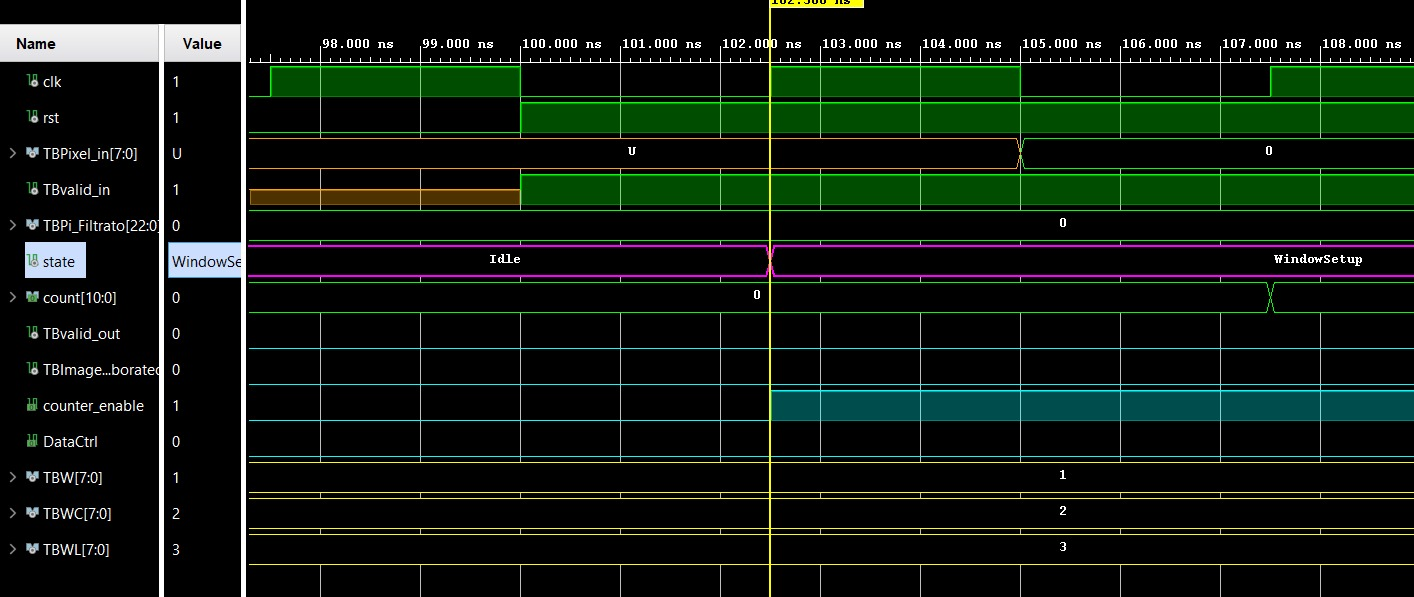 102.500 ns
Name Value 98.000 ns 99.000 ns 100.000 ns 101.000 ns 102.000 ns 103.000 ns 104.000 ns 105.000 ns 106.000 ns 107.000 ns 108.000 ns
clk 1
rst 1
TBPixel_in[7:0] U U 0
TBvalid_in 1
TBPi_Filtrato[22:0] 0 0
state WindowSe Idle WindowSetup
count[10:0] 0 0
TBvalid_out 0
TBImage...borated 0
counter_enable 1
DataCtrl 0
TBW[7:0] 1 1
TBWC[7:0] 2 2
TBWL[7:0] 3 3